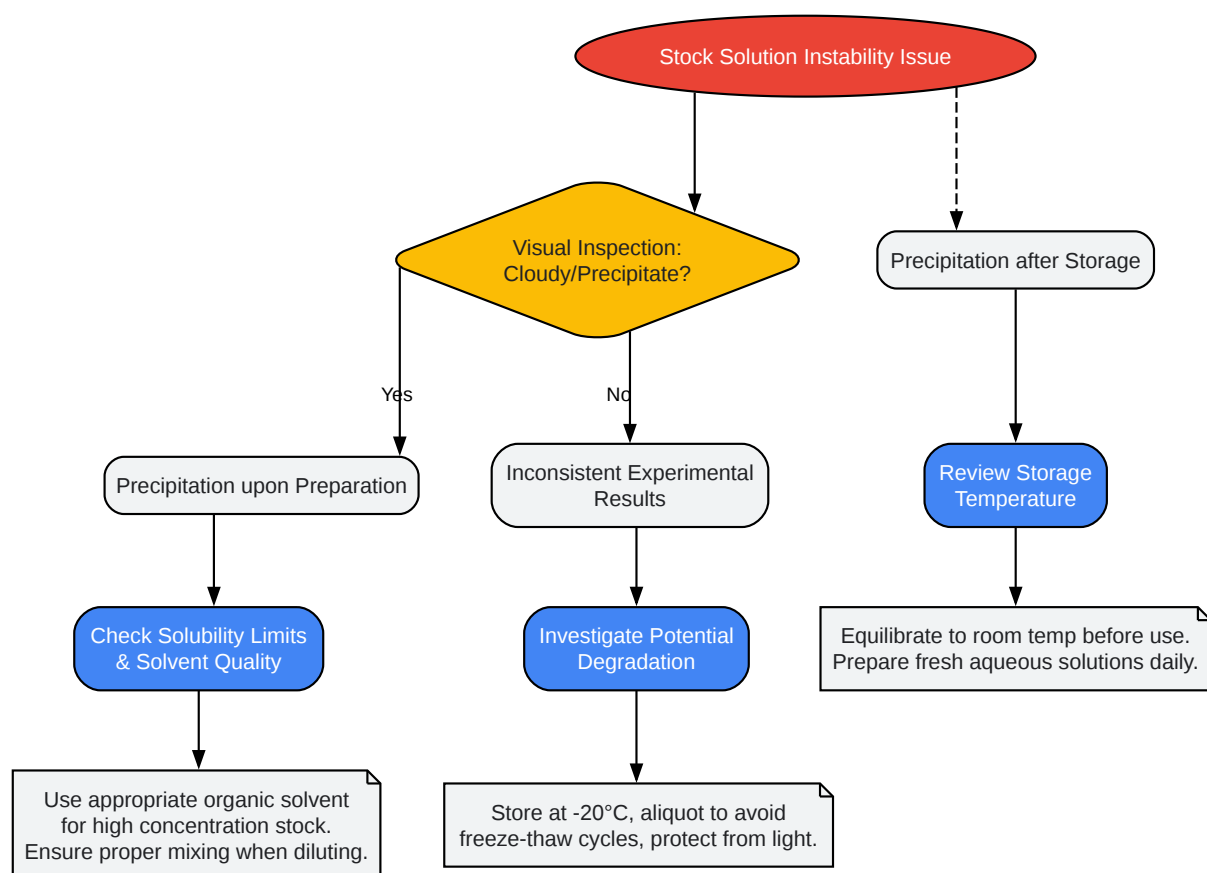 Stock Solution Instability Issue
Visual Inspection:
Cloudy/Precipitate?
Precipitation after Storage
Yes
No
Precipitation upon Preparation
Inconsistent Experimental
Results
Review Storage
Temperature
Check Solubility Limits
& Solvent Quality
Investigate Potential
Degradation
Equilibrate to room temp before use.
Prepare fresh aqueous solutions daily.
Use appropriate organic solvent
for high concentration stock.
Ensure proper mixing when diluting.
Store at -20°C, aliquot to avoid
freeze-thaw cycles, protect from light.